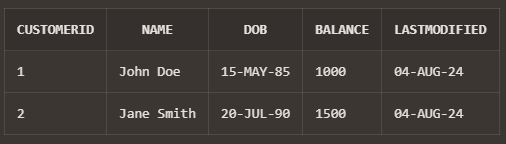 CUSTOMERID NAME DOB BALANCE LASTMODIFIED
1 John Doe 15-MAY-85 1000 04-AUG-24
2 Jane Smith 20-JUL-90 1500 04-AUG-24